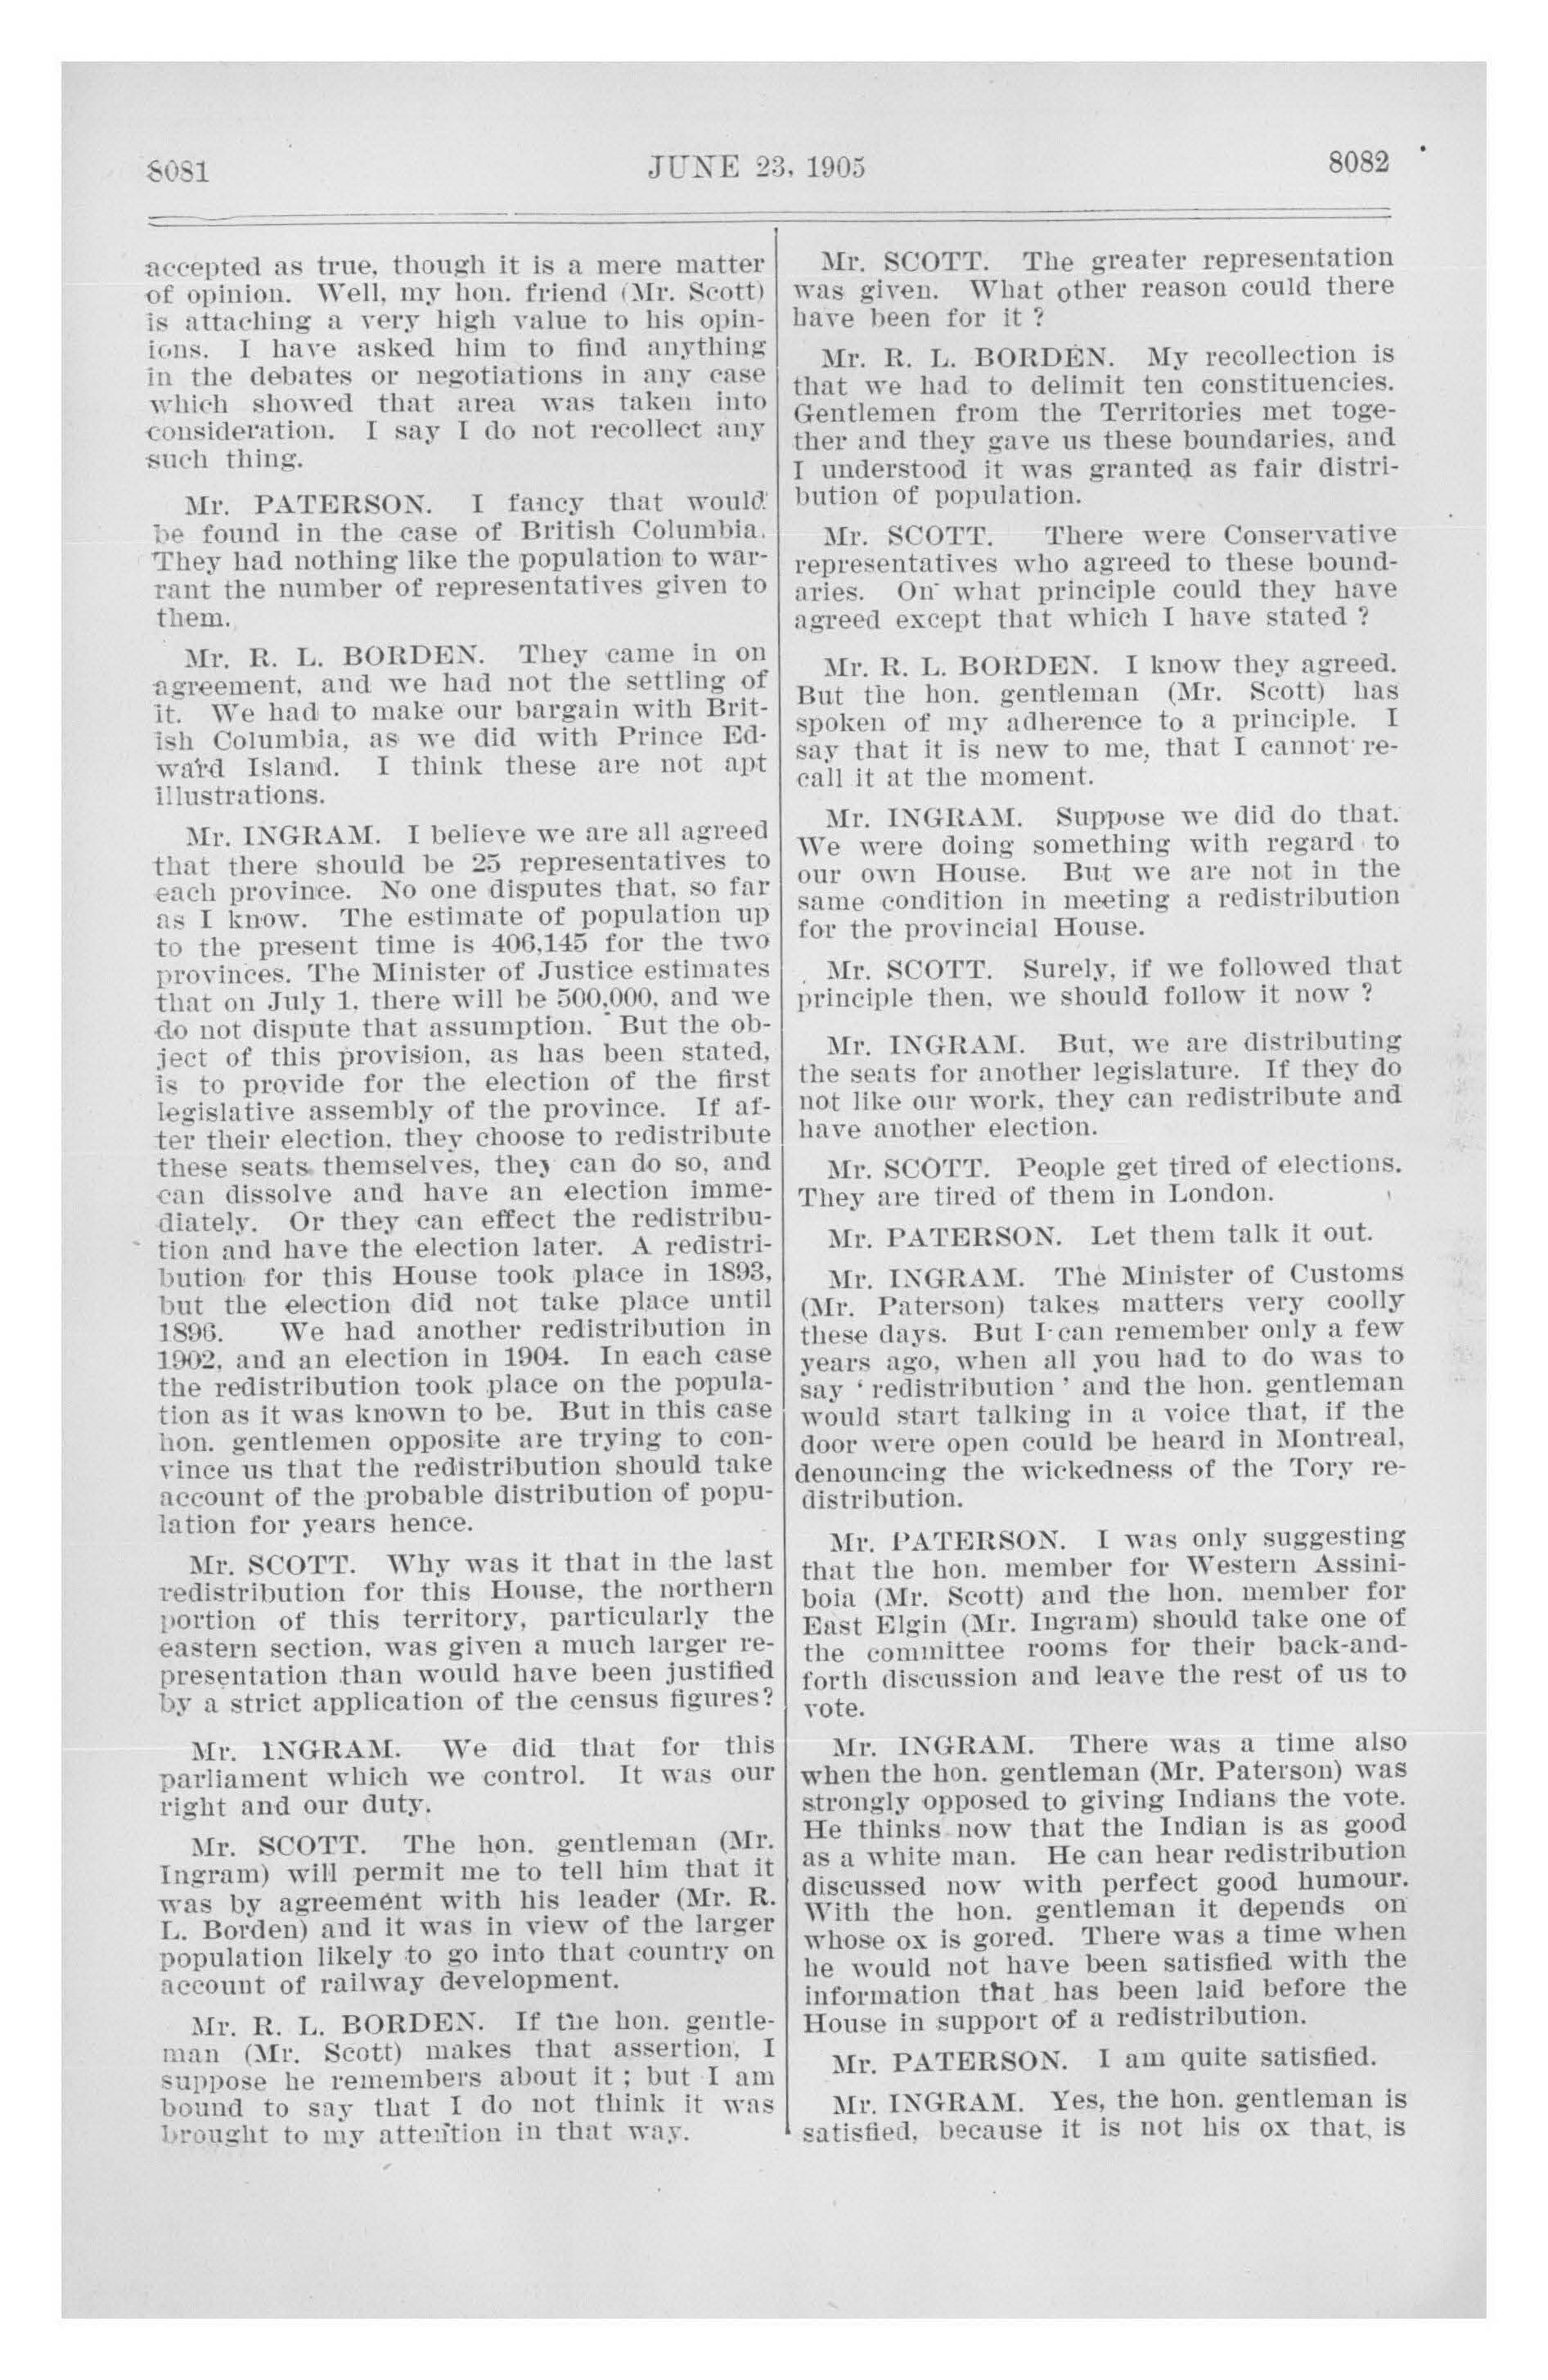 8081
JUNE 23, 1905
8082
accepted as true, though it is a mere matter
of opinion. Well, my hon. friend (Mr. Scott)
is attaching a very high value to his opin-
ions. I have asked him to find anything
in the debates or negotiations in any case
which showed that area was taken into
consideration. I say I do not recollect any
such thing.
Mr. PATERSON. I fancy that would
be found in the case of British Columbia.
They had nothing like the population to war-
rant the number of representatives given to
them.
Mr. R. L. BORDEN. They came in on
agreement, and we had not the settling of
it. We had to make our bargain with Brit-
ish Columbia, as we did with Prince Ed-
ward Island. I think these are not apt
illustrations.
Mr. INGRAM. I believe we are all agreed
that there should be 25 representatives to
each province. No one disputes that, so far
as I know. The estimate of population up
to the present time is 406,145 for the two
provinces. The Minister of Justice estimates
that on July 1, there will be 500,000, and we
do not dispute that assumption. But the ob-
ject of this provision, as has been stated,
is to provide for the election of the first
legislative assembly of the province. If af-
ter their election, they choose to redistribute
these seats themselves, they can do so, and
can dissolve and have an election imme-
diately. Or they can effect the redistribu-
tion and have the election later. A redistri-
bution for this House took place in 1893,
but the election did not take place until
1896. We had another redistribution in
1902, and an election in 1904. In each case
the redistribution took place on the popula-
tion as it was known to be. But in this case
hon. gentlemen opposite are trying to con-
vince us that the redistribution should take
account of the probable distribution of popu-
lation for years hence.
Mr. SCOTT. Why was it that in the last
redistribution for this House, the northern
portion of this territory, particularly the
eastern section, was given a much larger re-
presentation than would have been justified
by a strict application of the census figures?
Mr. INGRAM. We did that for this
parliament which we control. It was our
right and our duty.
Mr. SCOTT. The hon. gentleman (Mr.
Ingram) will permit me to tell him that it
was by agreement with his leader (Mr. R.
L. Borden) and it was in view of the larger
population likely to go into that country on
account of railway development.
Mr. R. L. BORDEN. If the hon. gentle-
man (Mr. Scott) makes that assertion, I
suppose he remembers about it ; but I am
bound to say that I do not think it was
brought to my attention in that way.
Mr. SCOTT. The greater representation
was given. What other reason could there
have been for it ?
Mr. R. L. BORDEN. My recollection is
that we had to delimit ten constituencies.
Gentlemen from the Territories met toge-
ther and they gave us these boundaries, and
I understood it was granted as fair distri-
bution of population.
Mr. SCOTT. There were Conservative
representatives who agreed to these bound-
aries. On what principle could they have
agreed except that which I have stated ?
Mr. R. L. BORDEN. I know they agreed.
But the hon. gentleman (Mr. Scott) has
spoken of my adherence to a principle. I
say that it is new to me, that I cannot re-
call it at the moment.
Mr. INGRAM. Suppose we did do that.
We were doing something with regard to
our own House. But we are not in the
same condition in meeting a redistribution
for the provincial House.
Mr. SCOTT. Surely, if we followed that
principle then, we should follow it now ?
Mr. INGRAM. But, we are distributing
the seats for another legislature. If they do
not like our work, they can redistribute and
have another election.
Mr. SCOTT. People get tired of elections.
They are tired of them in London.
Mr. PATERSON. Let them talk it out.
Mr. INGRAM. The Minister of Customs
(Mr. Paterson) takes matters very coolly
these days. But I can remember only a few
years ago, when all you had to do was to
say ‘ redistribution ’ and the hon. gentleman
would start talking in a voice that, if the
door were open could be heard in Montreal,
denouncing the wickedness of the Tory re-
distribution.
Mr. PATERSON. I was only suggesting
that the hon. member for Western Assini-
boia (Mr. Scott) and the hon. member for
East Elgin (Mr. Ingram) should take one of
the committee rooms for their back-and-
forth discussion and leave the rest of us to
vote.
Mr. INGRAM. There was a time also
when the hon. gentleman (Mr. Paterson) was
strongly opposed to giving Indians the vote.
He thinks now that the Indian is as good
as a white man. He can hear redistribution
discussed now with perfect good humour.
With the hon. gentleman it depends on
whose ox is gored. There was a time when
he would not have been satisfied with the
information that has been laid before the
House in support of a redistribution.
Mr. PATERSON. I am quite satisfied.
Mr. INGRAM. Yes, the hon. gentleman is
satisfied, because it is not his ox that, is